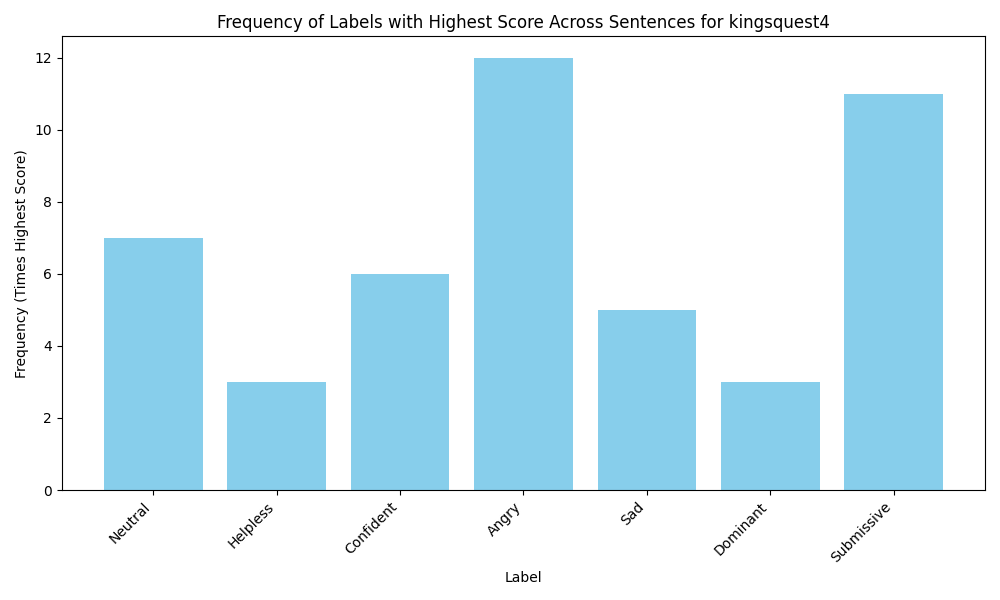 Frequency of Labels with Highest Score Across Sentences for kingsquest4
Frequency (Times Highest Score)
12
10
8
6
4
2
0
Neutral
Helpless
Confident
Angry
Sad
Dominant
Submissive
Label